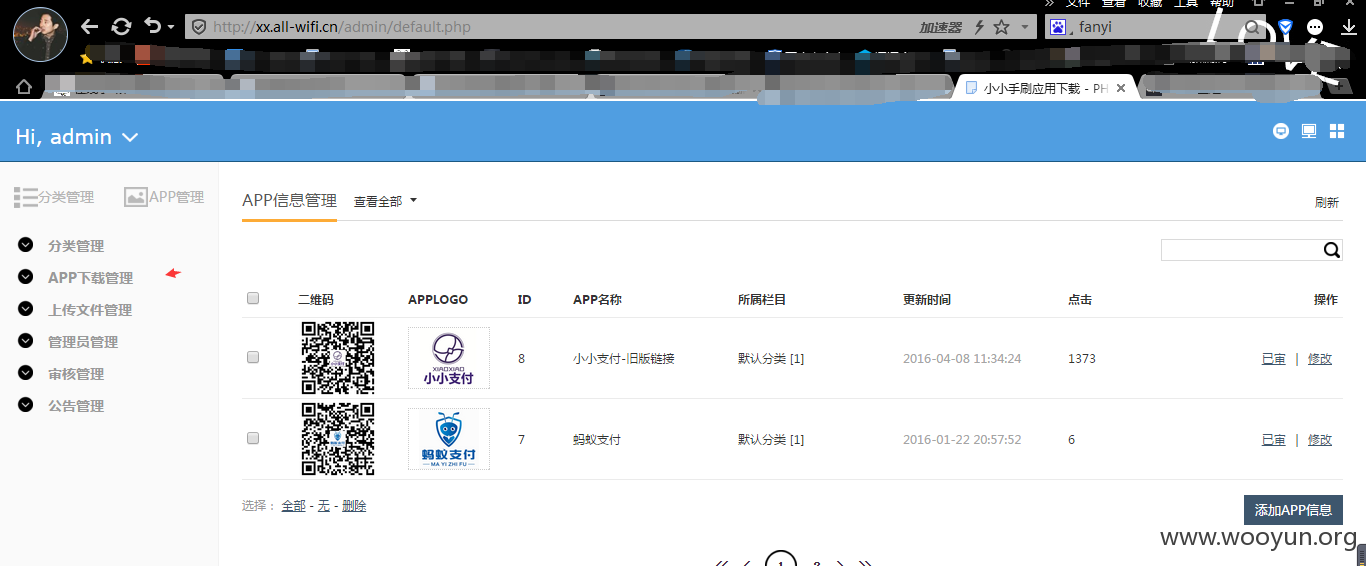 文件 查看 收藏 工具 帮助
http://xx.all-wifi.cn/admin/default.php 加速器 fanyi
小小手刷应用下载 - PH
Hi, admin
分类管理 APP管理
分类管理
APP下载管理
上传文件管理
管理员管理
审核管理
公告管理
APP信息管理 查看全部 刷新
二维码 APPLOGO ID APP名称 所属栏目 更新时间 点击 操作
XIAOXIAO
小小支付
8 小小支付-旧版链接 默认分类 [1] 2016-04-08 11:34:24 1373 已审 | 修改
蚂蚁支付
MA YI ZHI FU
7 蚂蚁支付 默认分类 [1] 2016-01-22 20:57:52 6 已审 | 修改
选择： 全部 - 无 - 删除 添加APP信息
www.wooyun.org